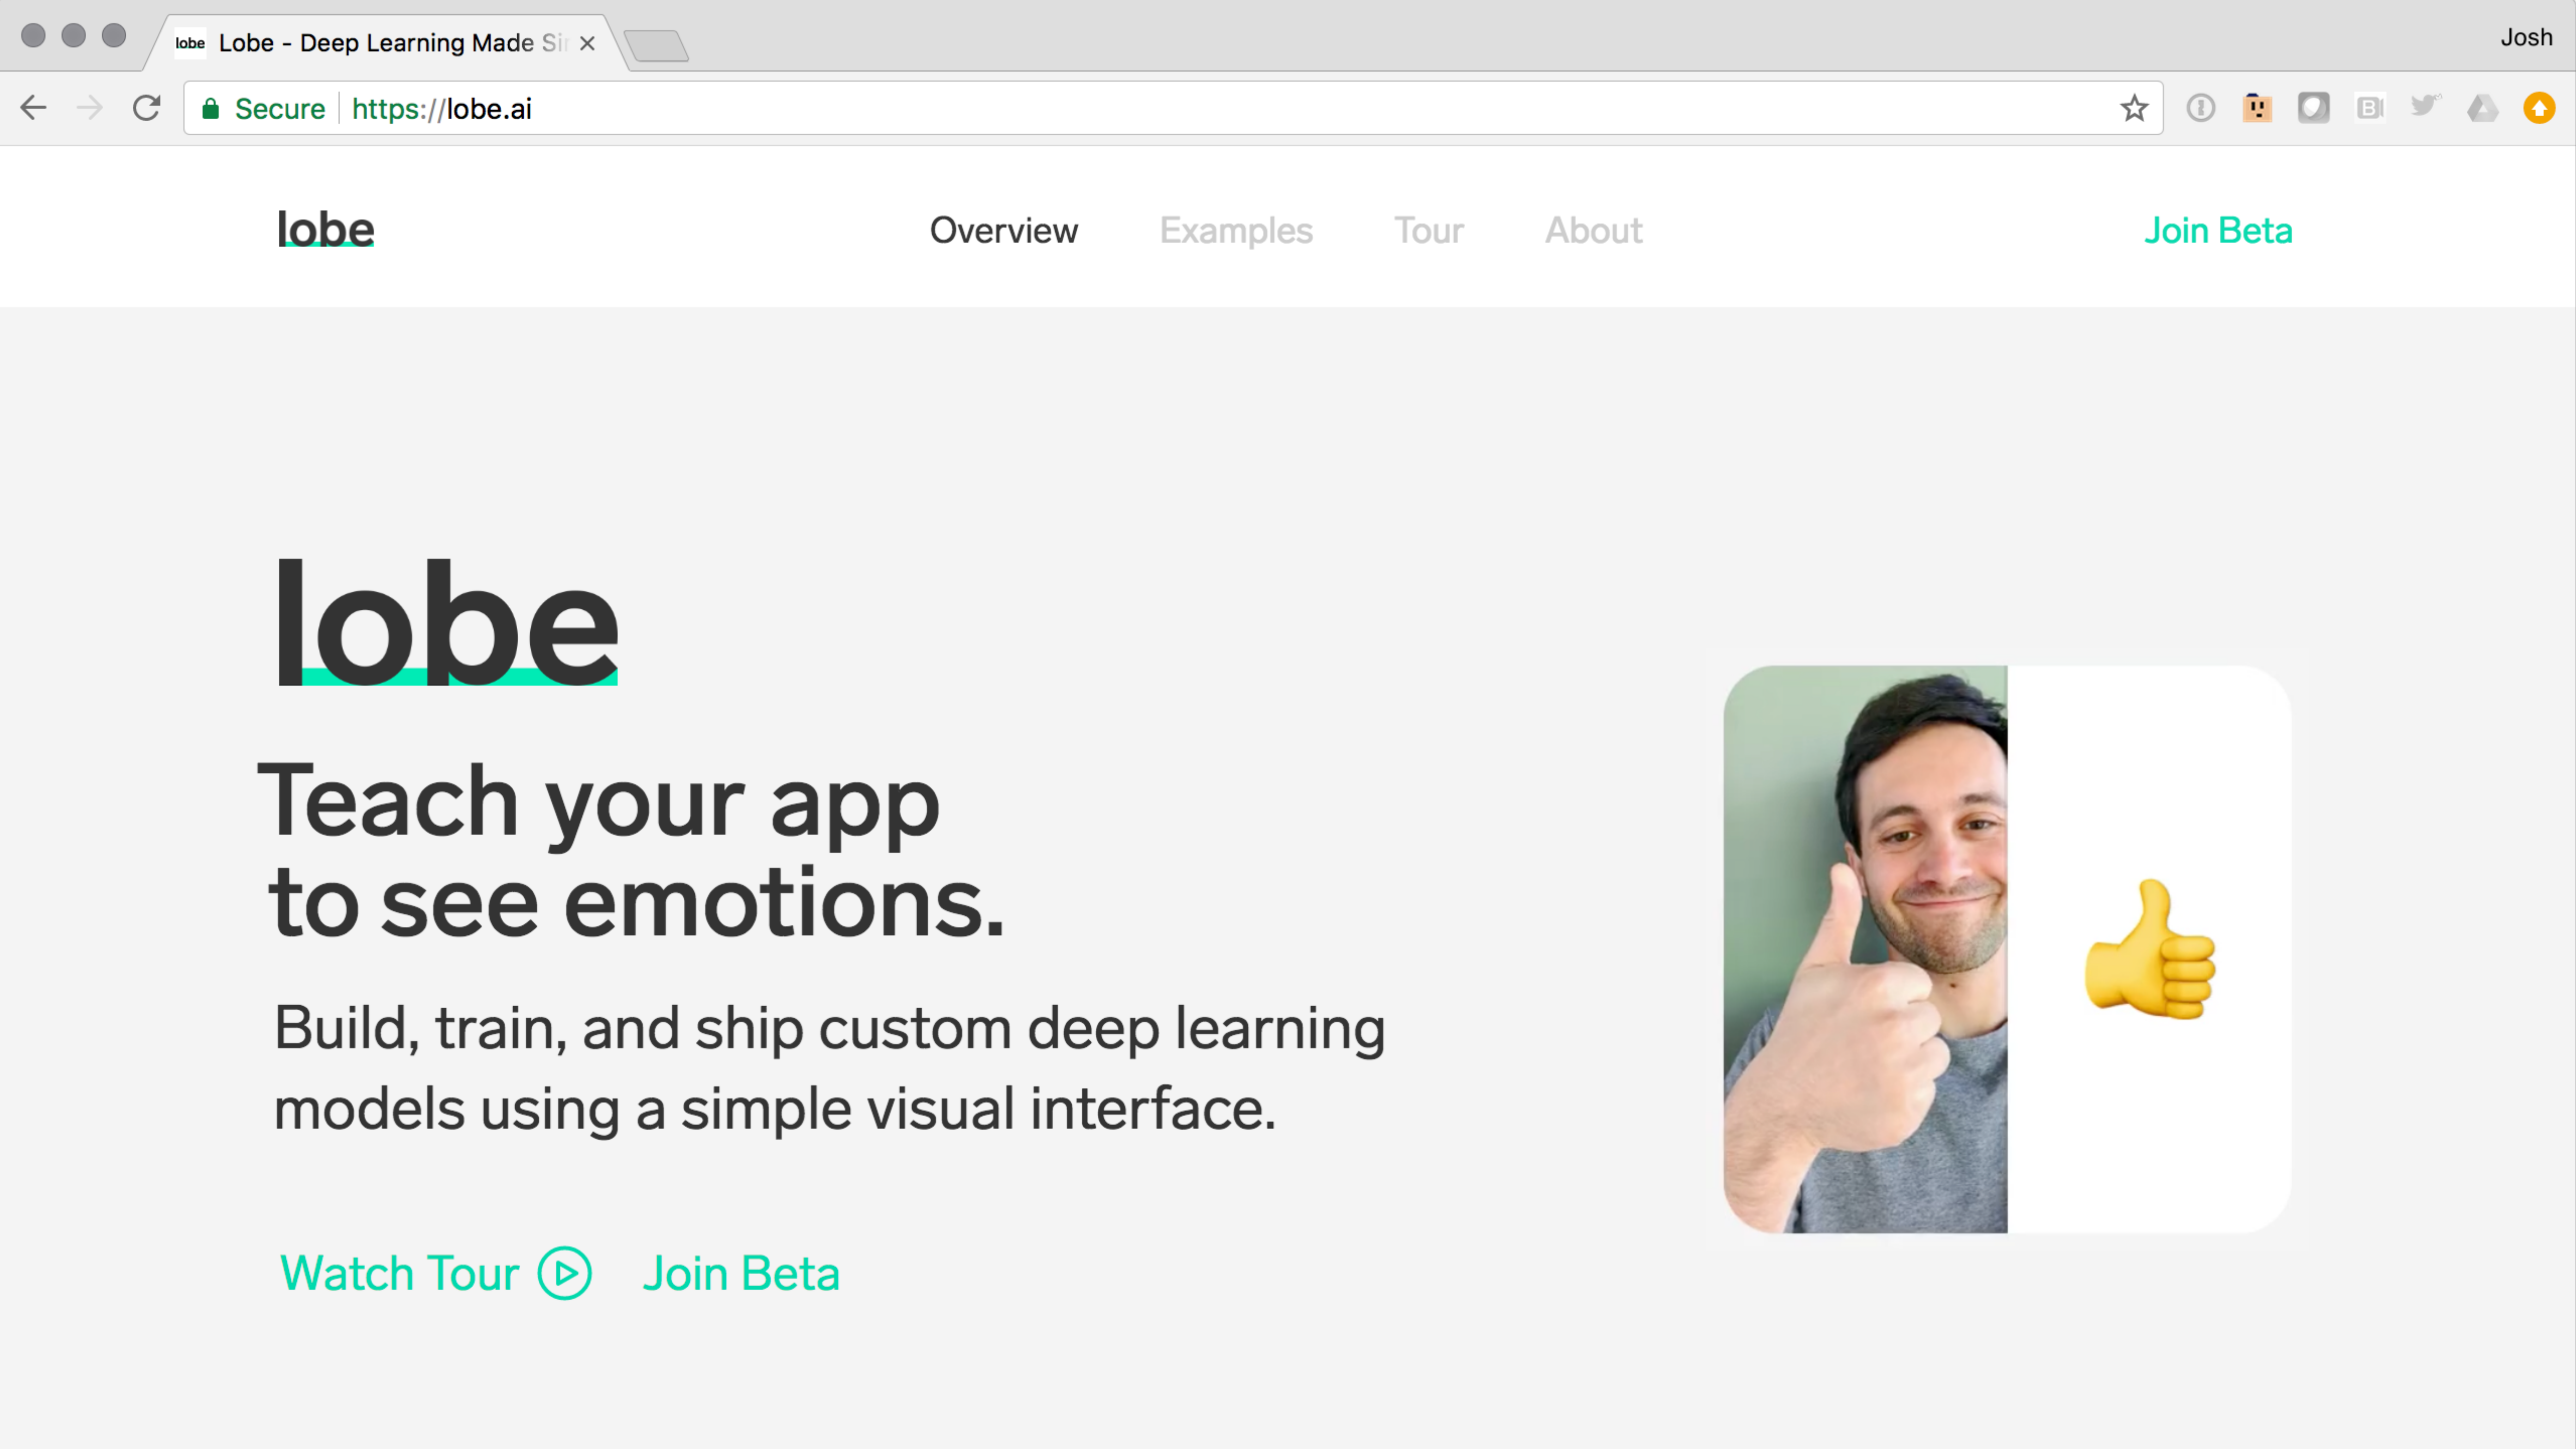 lobe Lobe - Deep Learning Made Sir
Josh
Secure https://lobe.ai
lobe
Overview Examples Tour About
Join Beta
lobe
Teach your app
to see emotions.
Build, train, and ship custom deep learning
models using a simple visual interface.
Watch Tour Join Beta